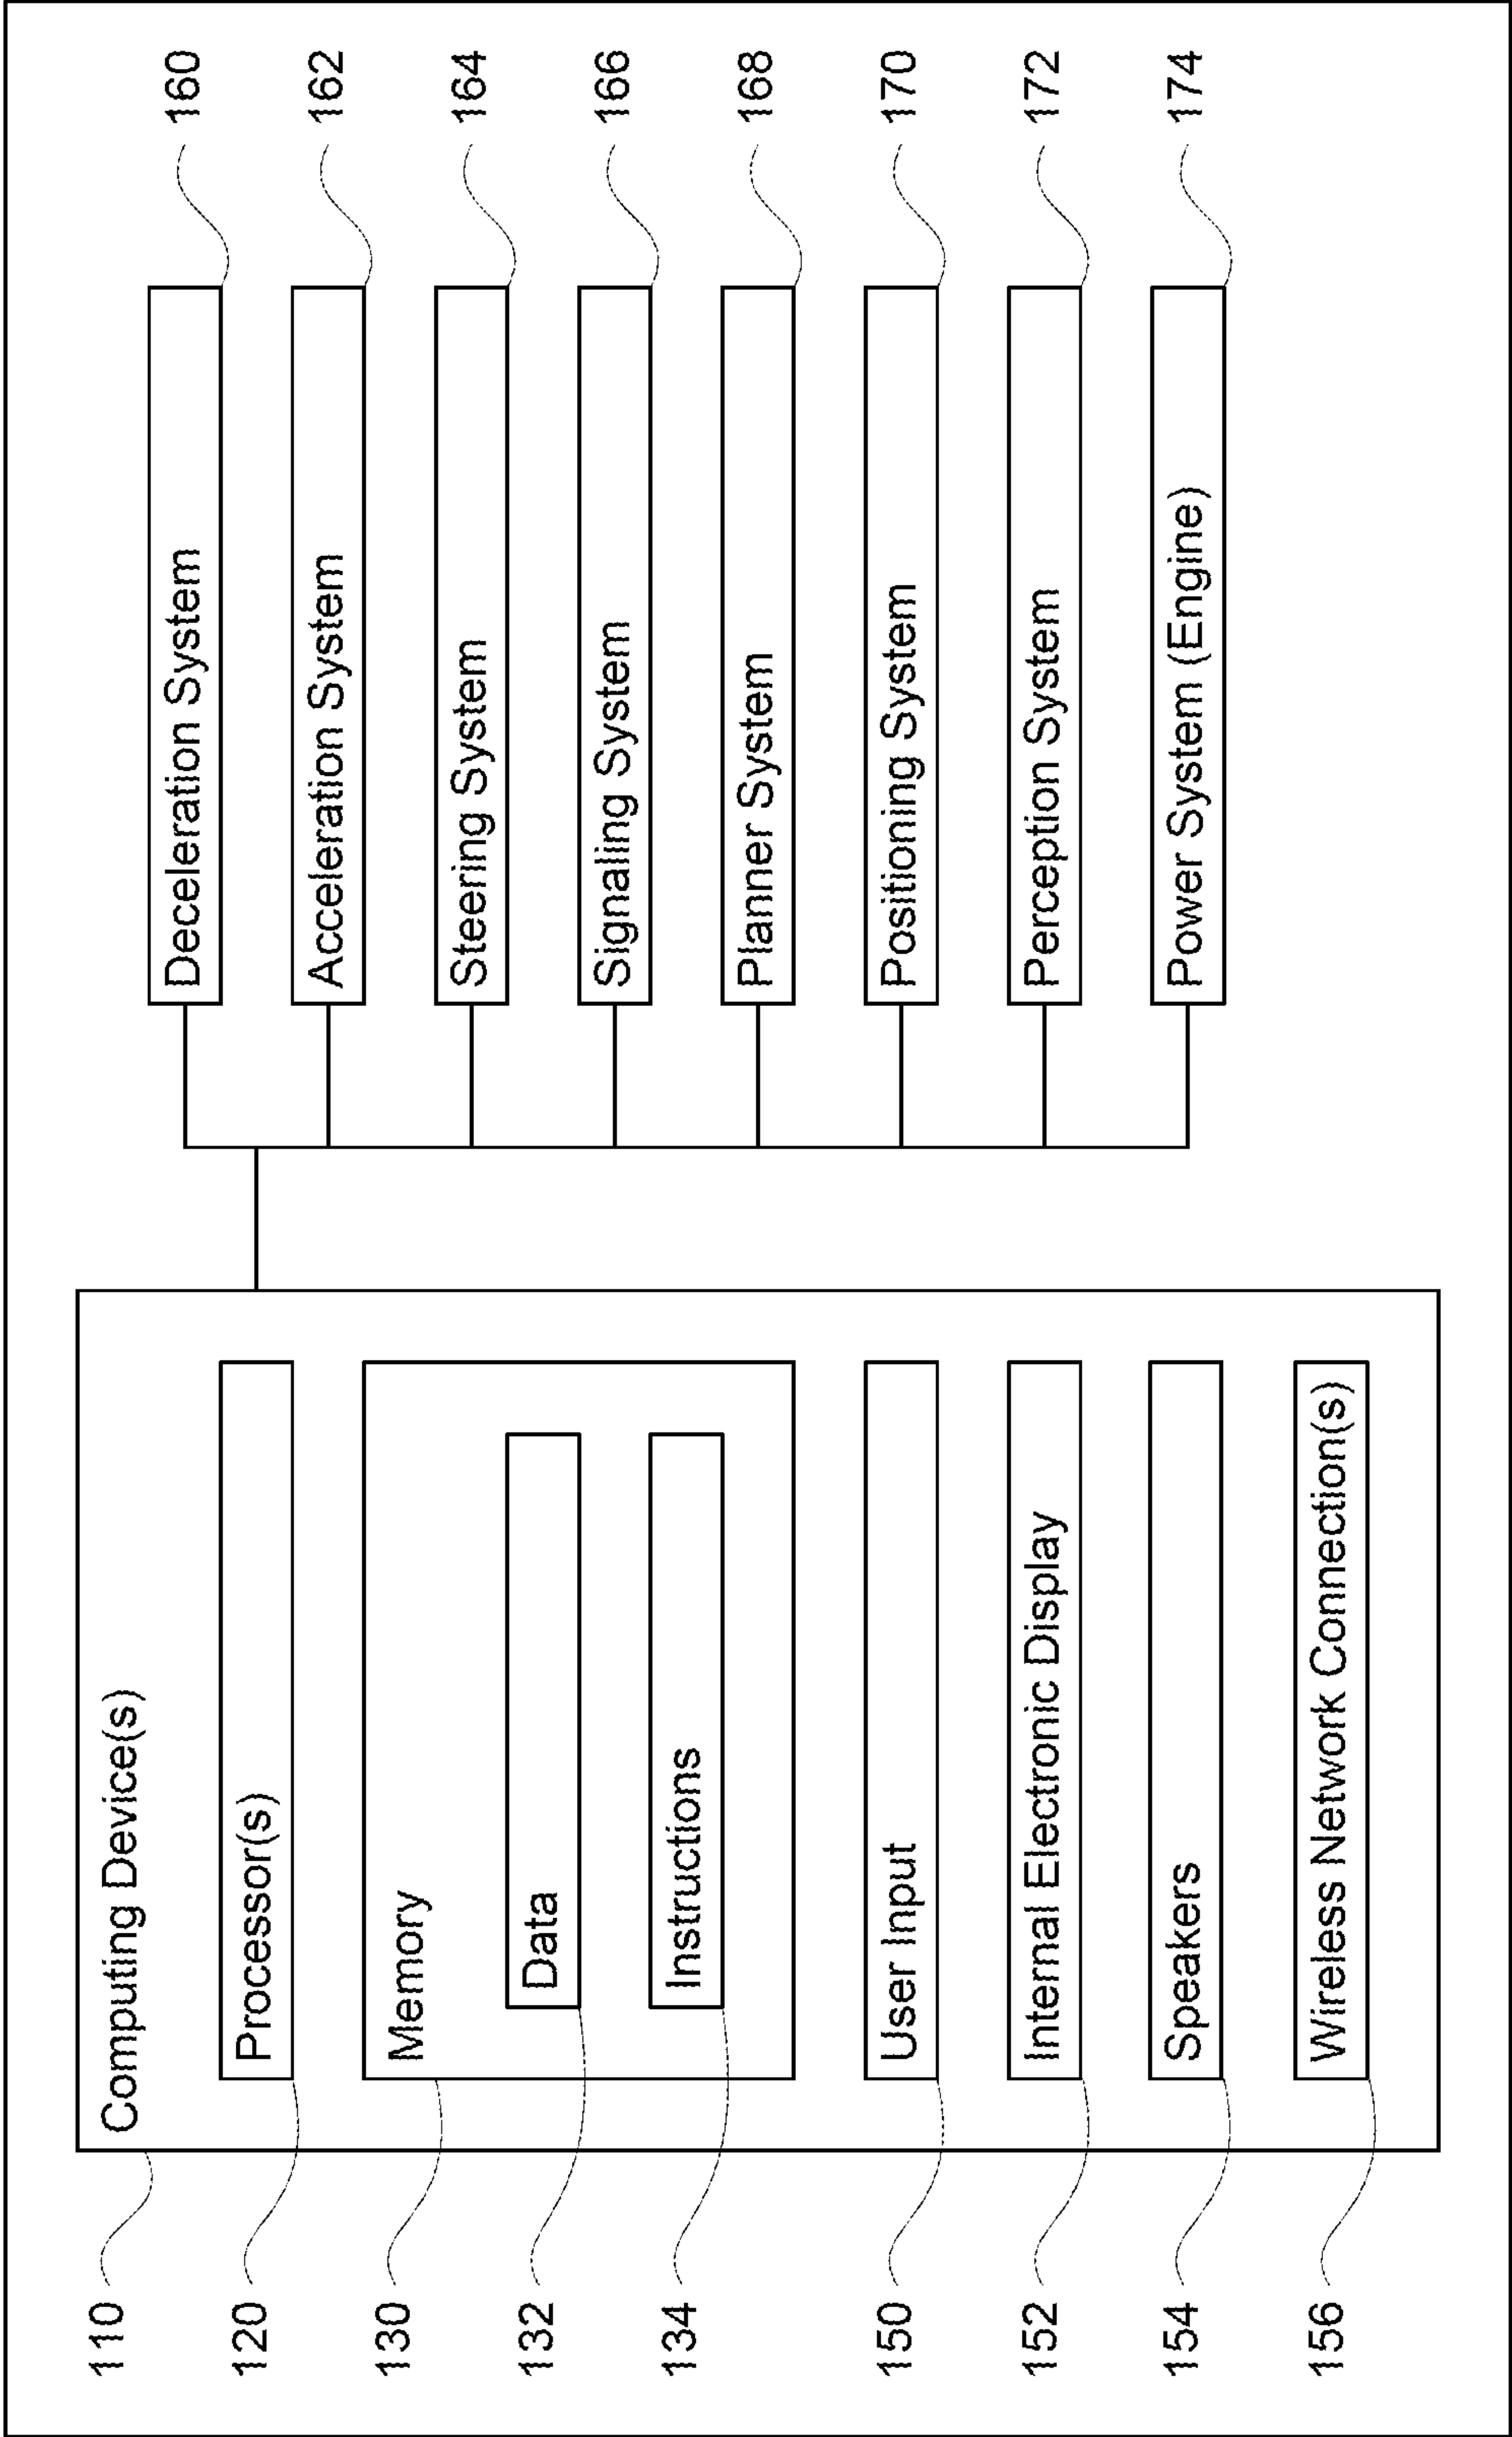 110
Computing Device(s)
120
Processor(s)
130
Memory
132
Data
134
Instructions
150
User Input
152
Internal Electronic Display
154
Speakers
156
Wireless Network Connection(s)
Deceleration System
160
Acceleration System
162
Steering System
164
Signaling System
166
Planner System
168
Positioning System
170
Perception System
172
Power System (Engine)
174